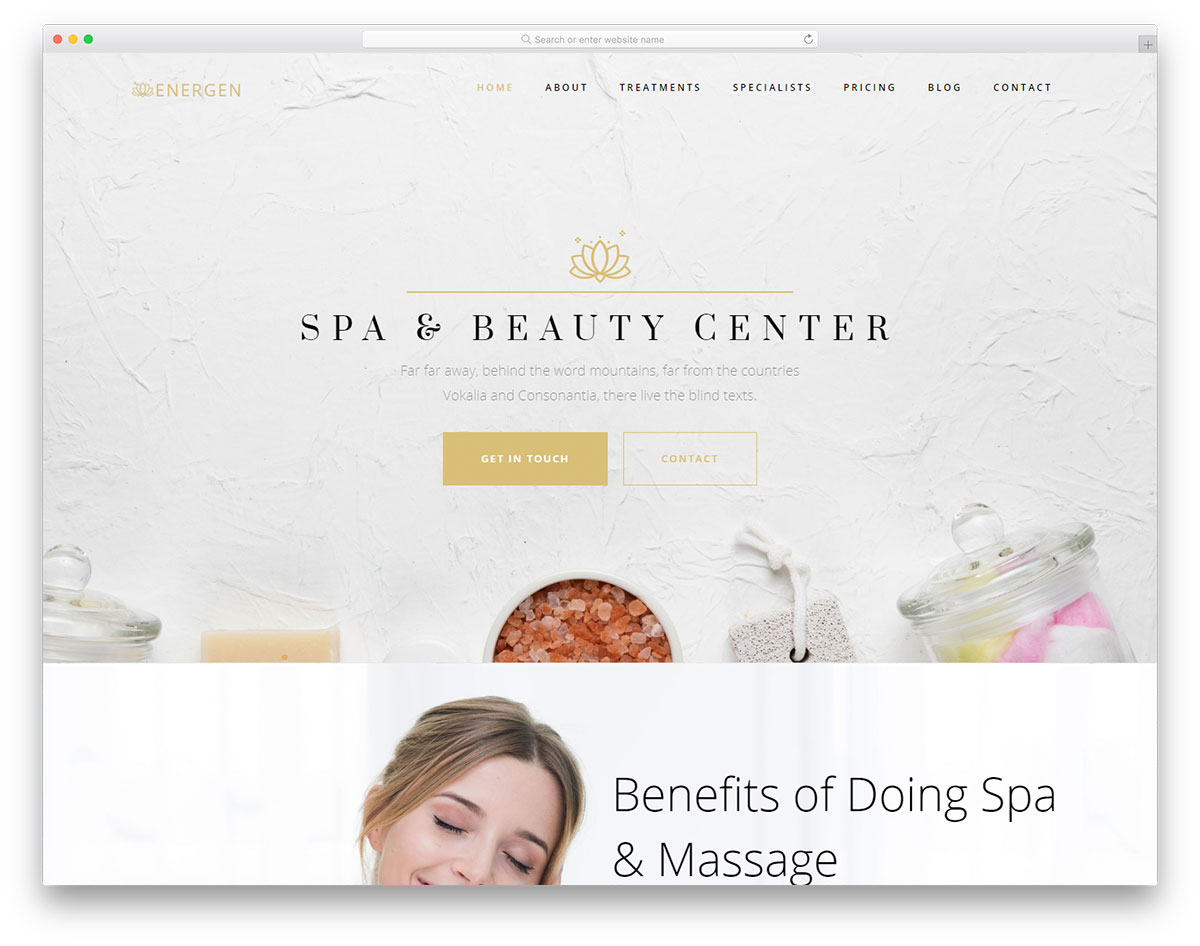 Search or enter website name
ENERGEN
HOME ABOUT TREATMENTS SPECIALISTS PRICING BLOG CONTACT
SPA & BEAUTY CENTER
Far far away, behind the word mountains, far from the countries
Vokalia and Consonantia, there live the blind texts.
GET IN TOUCH CONTACT
Benefits of Doing Spa
& Massage